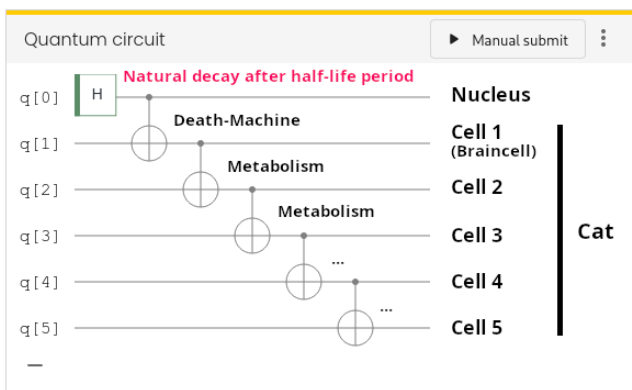 Quantum circuit
Manual submit
Natural decay after half-life period
q[0] H Nucleus
Death-Machine
q[1] Cell 1
(Braincell)
Metabolism
q[2] Cell 2
Metabolism
q[3] Cell 3
Cat
...
q[4] Cell 4
...
q[5] Cell 5